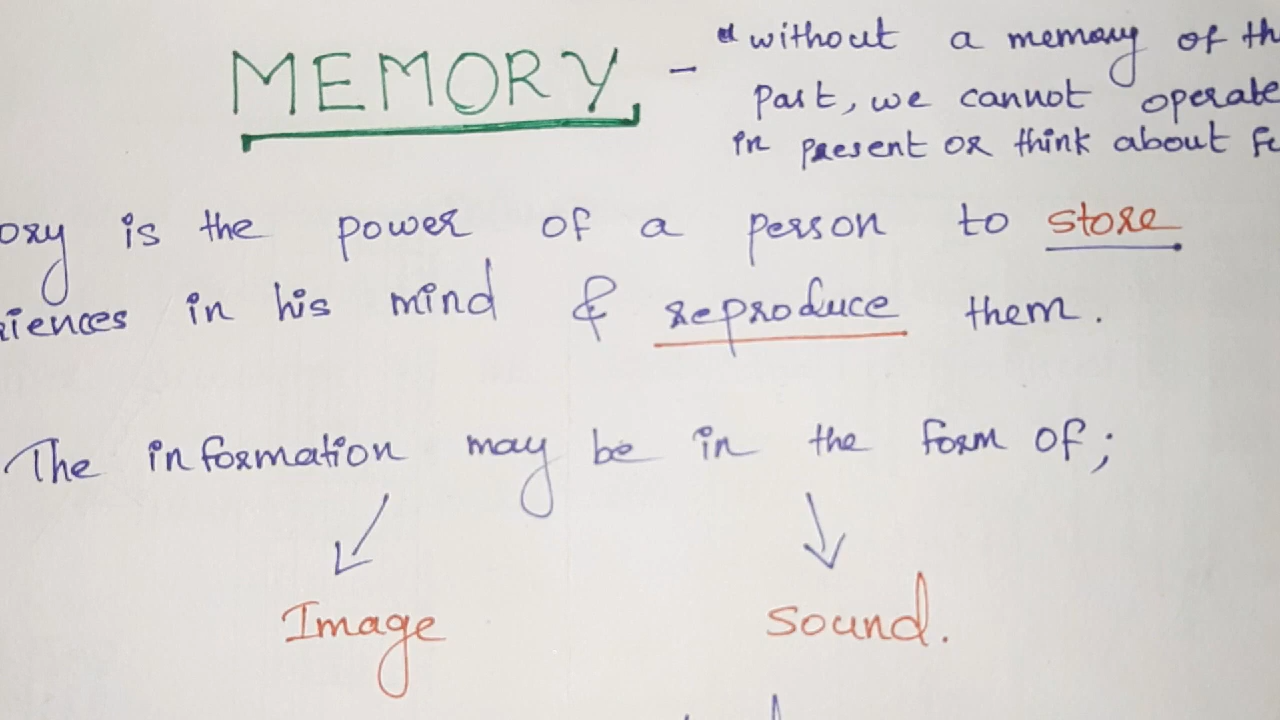 MEMORY - "without a memory of th
past, we cannot operate
in present or think about
ory is the power of a person to store
riences in his mind & reproduce them.
The information may be in the form of;
Image Sound.